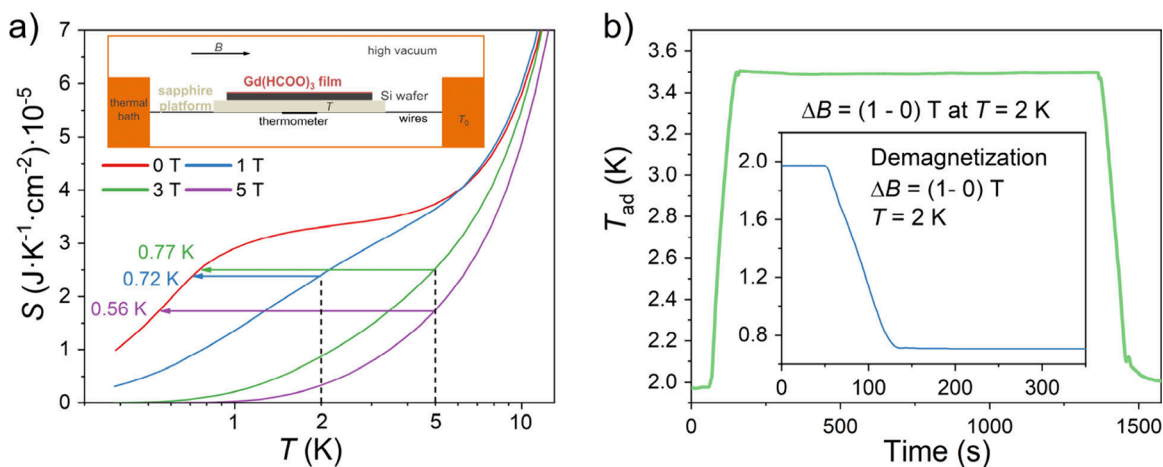 a)
S (J·K⁻¹·cm⁻²)·10⁻⁵
7
6
5
4
3
2
1
0
B
high vacuum
Gd(HCOO)₃ film
sapphire
platform
Si wafer
T
thermal
bath
thermometer
wires
T₀
0 T
1 T
3 T
5 T
0.77 K
0.72 K
0.56 K
1
2
5
10
T (K)
b)
T_ad (K)
3.6
3.4
3.2
3.0
2.8
2.6
2.4
2.2
2.0
ΔB = (1 - 0) T at T = 2 K
2.0
1.6
1.2
0.8
Demagnetization
ΔB = (1- 0) T
T = 2 K
0
100
200
300
0
500
1000
1500
Time (s)